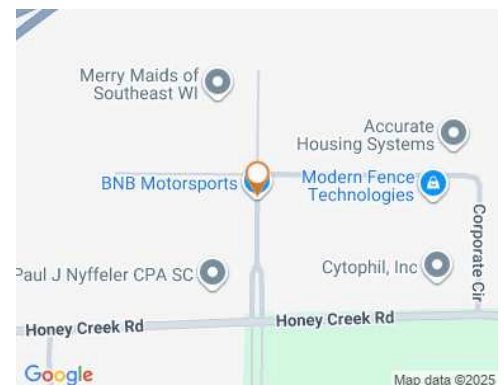 Merry Maids of
Southeast WI
Accurate
Housing Systems
BNB Motorsports
Modern Fence
Technologies
Corporate Cir
Paul J Nyffeler CPA SC
Cytophil, Inc
Honey Creek Rd
Honey Creek Rd
Google
Map data ©2025